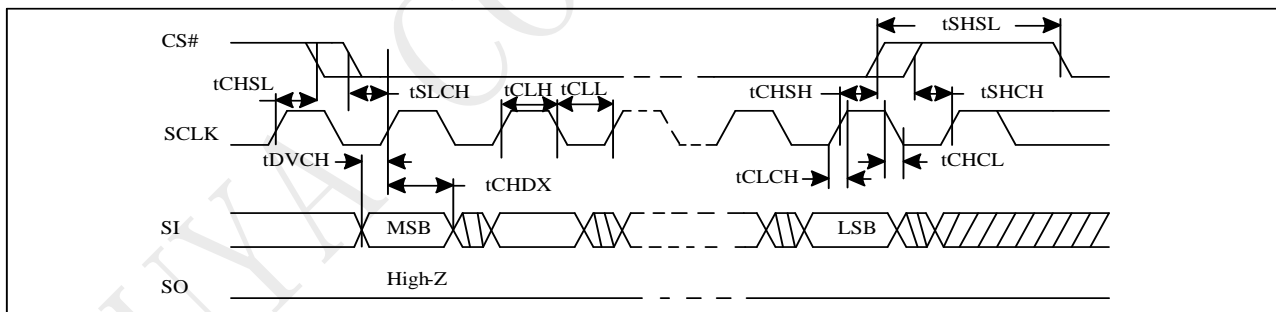 tSHSL
CS#
tCHSL
tSLCH
tCLH
tCLL
tCHSH
tSHCH
SCLK
tDVCH
tCHDX
tCLCH
tCHCL
SI
MSB
LSB
SO
High-Z